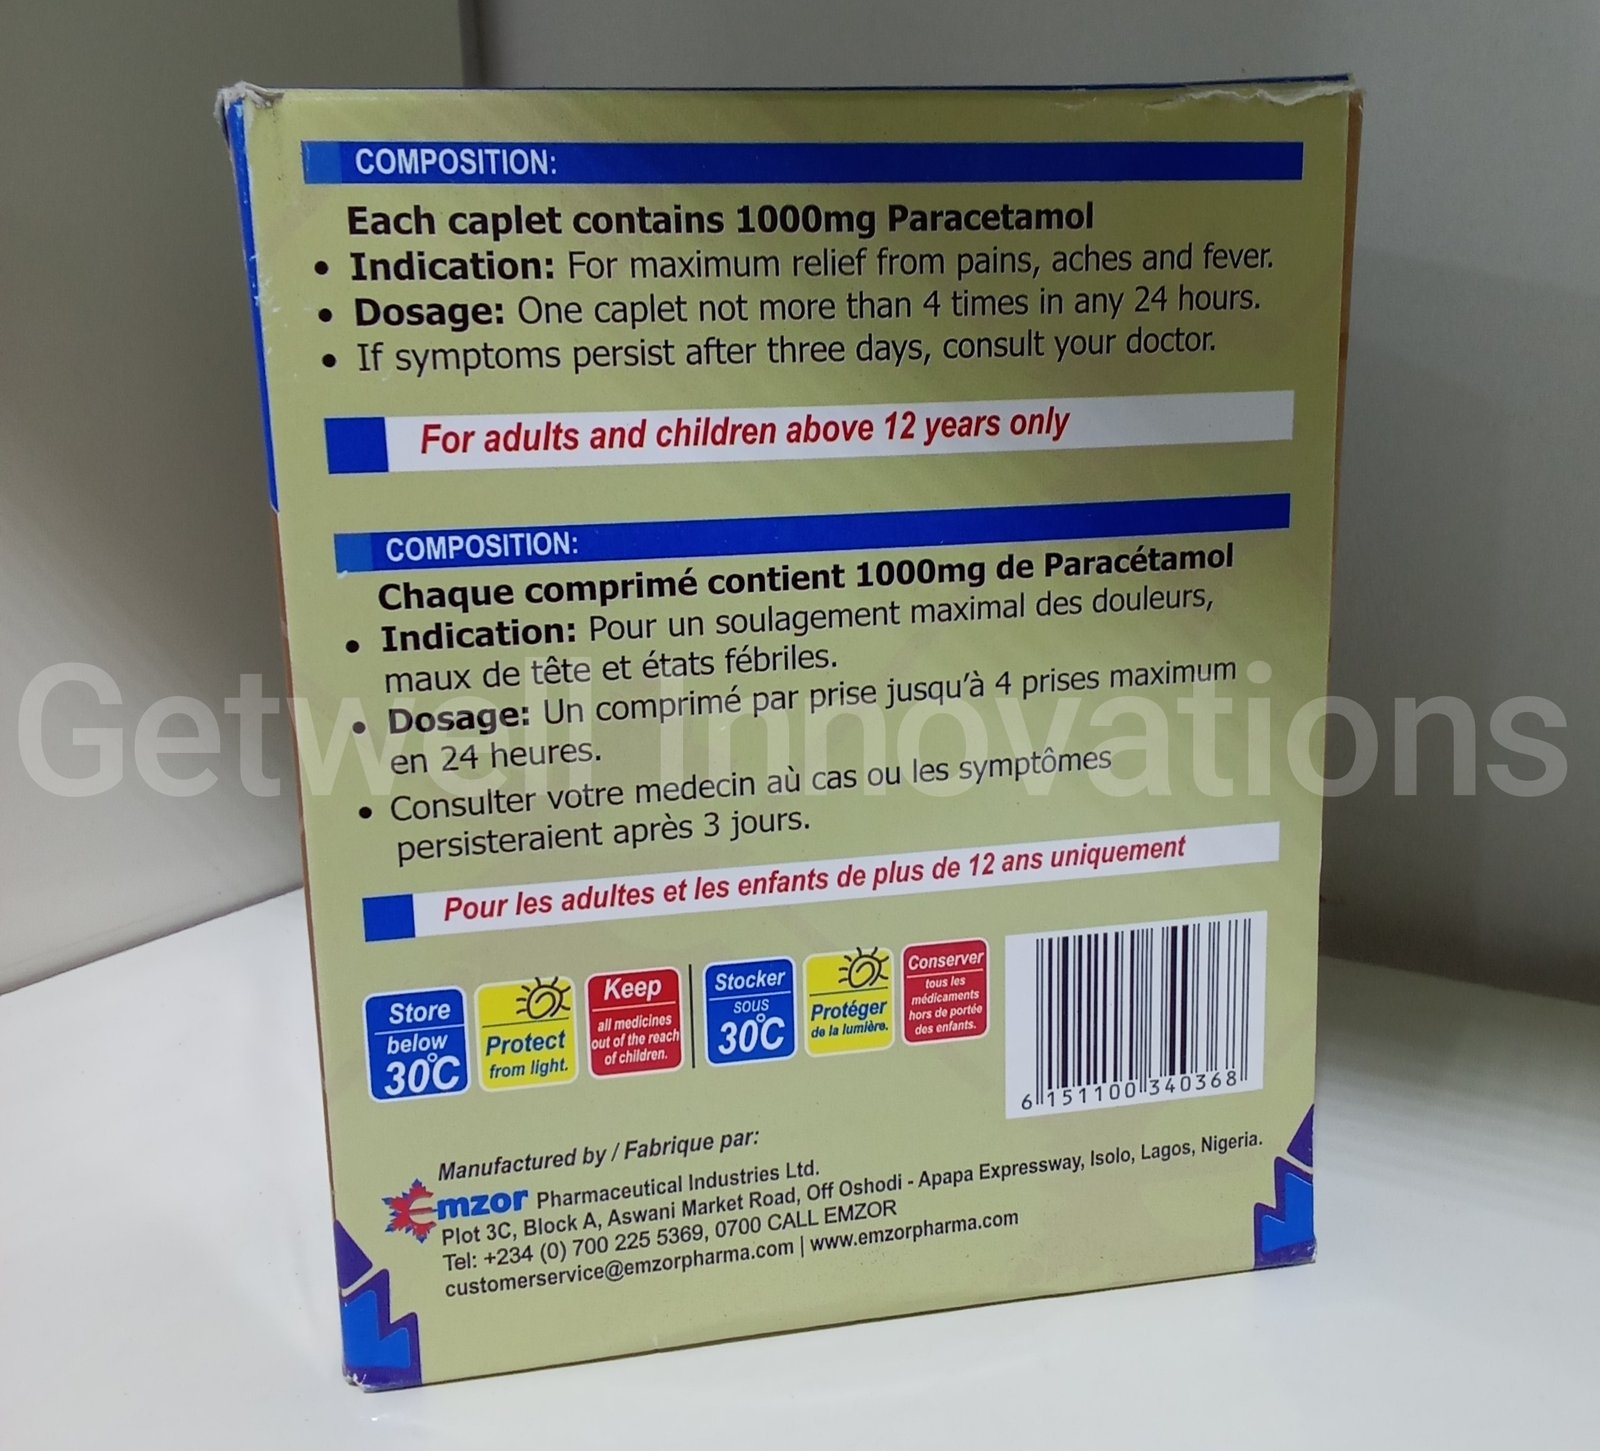 COMPOSITION:
Each caplet contains 1000mg Paracetamol
• Indication: For maximum relief from pains, aches and fever.
• Dosage: One caplet not more than 4 times in any 24 hours.
• If symptoms persist after three days, consult your doctor.
For adults and children above 12 years only
COMPOSITION:
Chaque comprimé contient 1000mg de Paracétamol
• Indication: Pour un soulagement maximal des douleurs,
maux de tête et états fébriles.
• Dosage: Un comprimé par prise jusqu'à 4 prises maximum
en 24 heures.
• Consulter votre medecin aù cas ou les symptômes
persisteraient après 3 jours.
Getwell Innovations
Pour les adultes et les enfants de plus de 12 ans uniquement
Store
below
30°C
Protect
from light.
Keep
all medicines
out of the reach
of children.
Stocker
sous
30°C
Protéger
de la lumière.
Conserver
tous les
médicaments
hors de portée
des enfants.
6 151100 340368
Manufactured by / Fabrique par:
Emzor Pharmaceutical Industries Ltd.
Plot 3C, Block A, Aswani Market Road, Off Oshodi - Apapa Expressway, Isolo, Lagos, Nigeria.
Tel: +234 (0) 700 225 5369, 0700 CALL EMZOR
customerservice@emzorpharma.com | www.emzorpharma.com